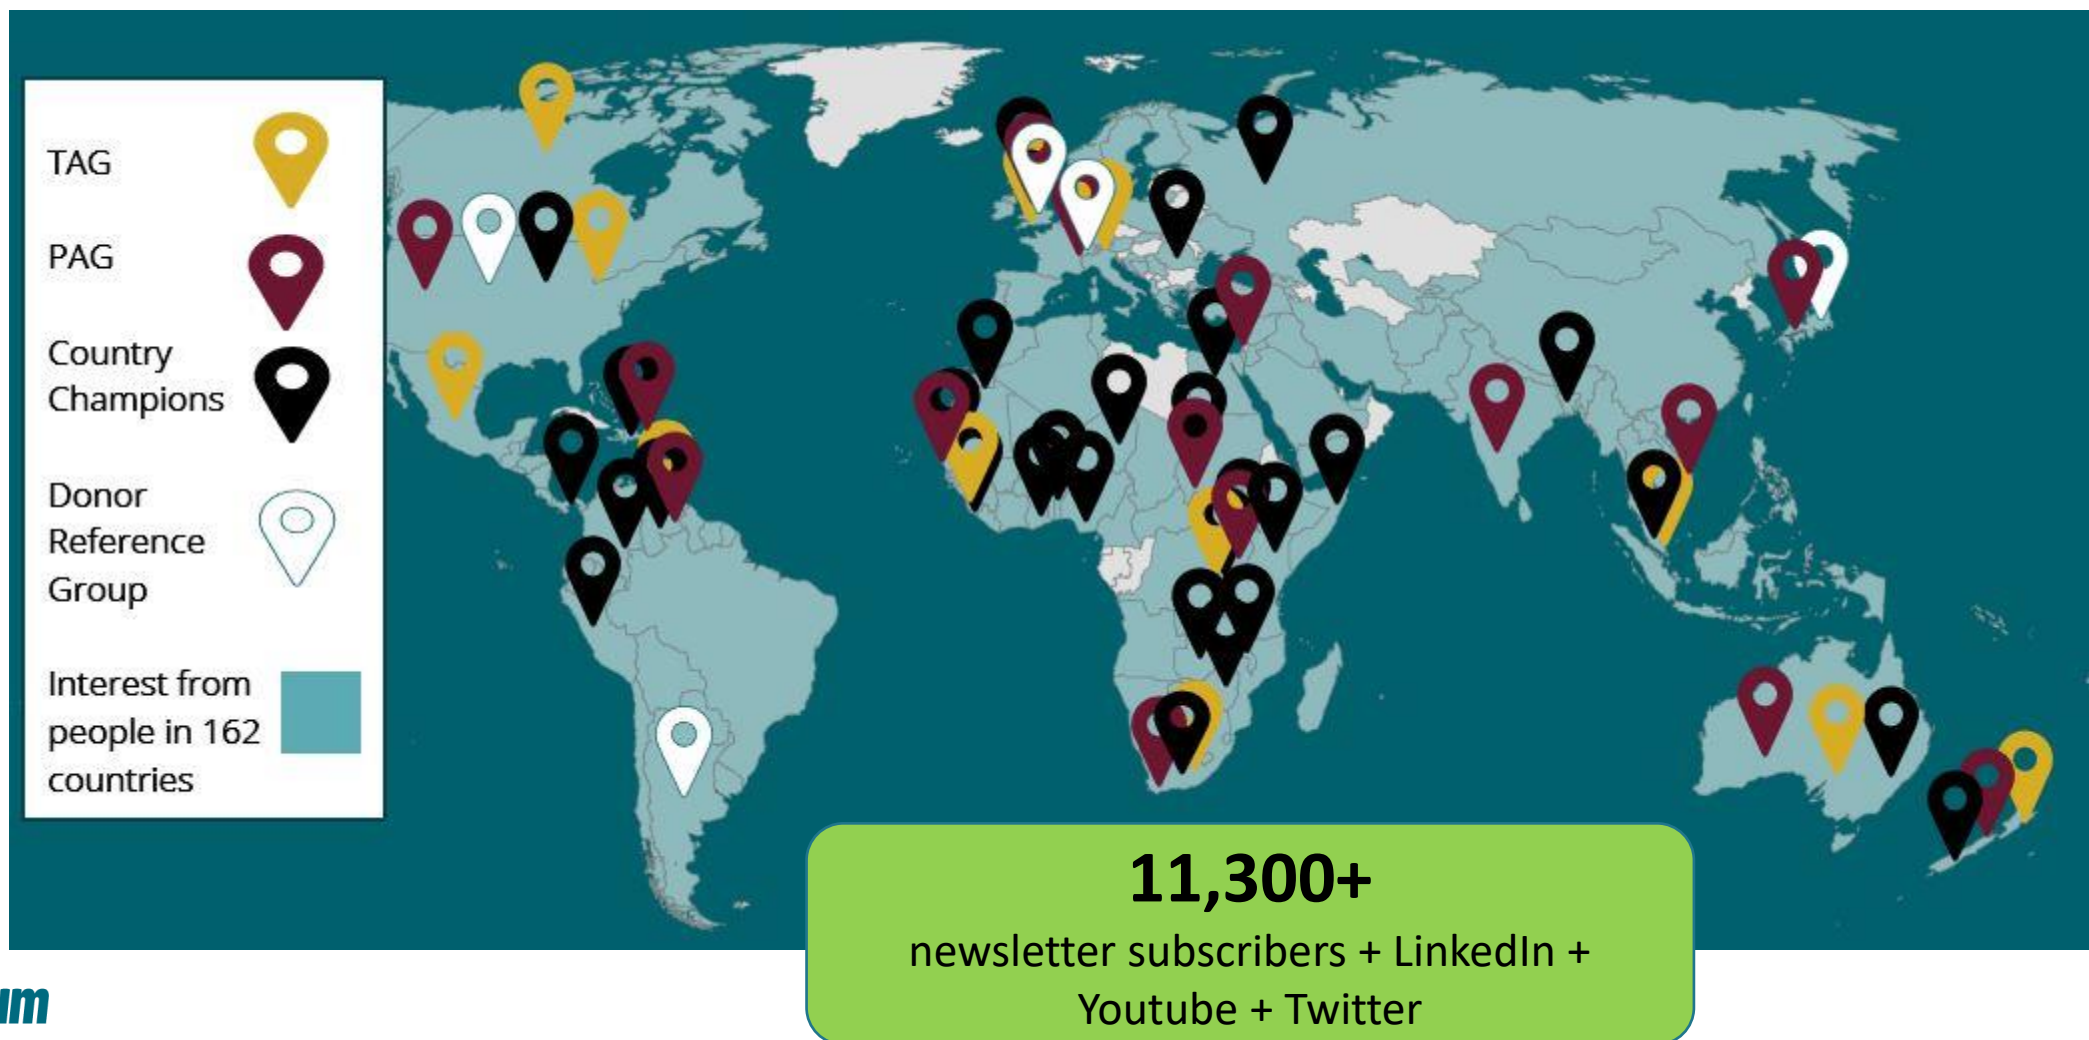 TAG
PAG
Country
Champions
Donor
Reference
Group
Interest from
people in 162
countries
11,300+
newsletter subscribers + LinkedIn +
Youtube + Twitter
um